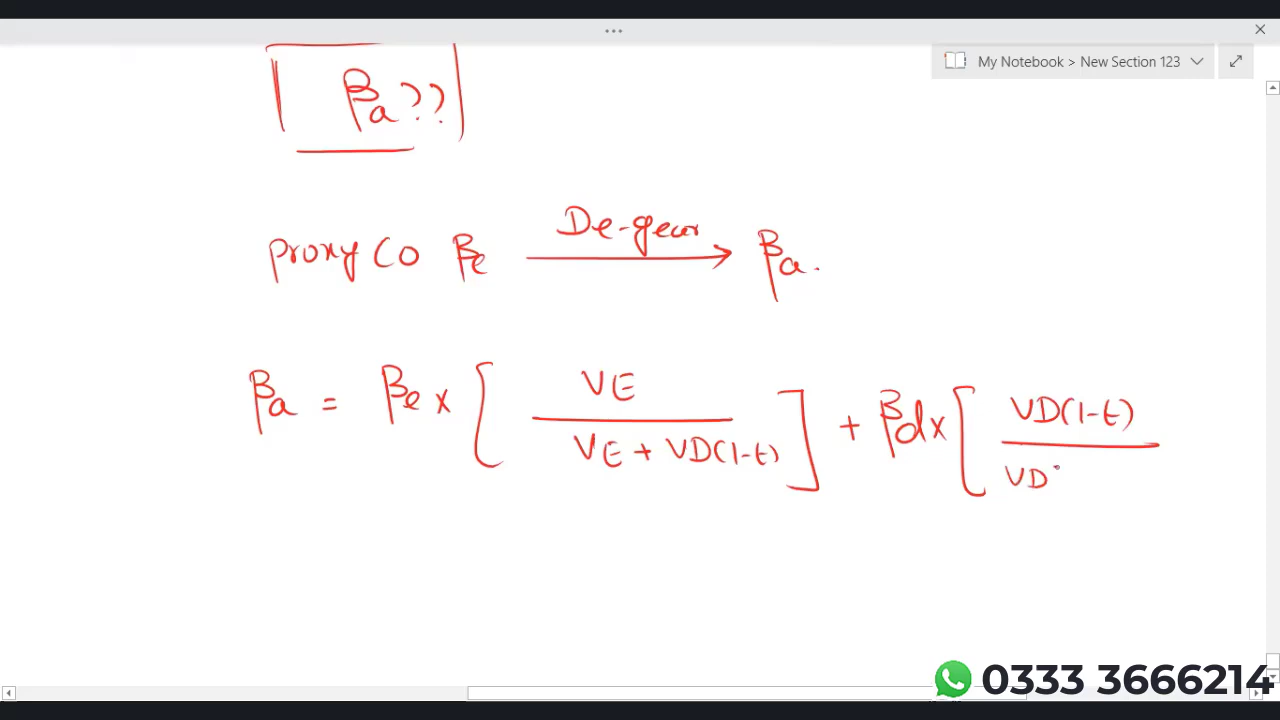 My Notebook > New Section 123
βa??
Proxy Co βe De-gear βa.
βa = βe x [ VE / VE + VD(1-t) ] + βd x [ VD(1-t) / VD
0333 3666214